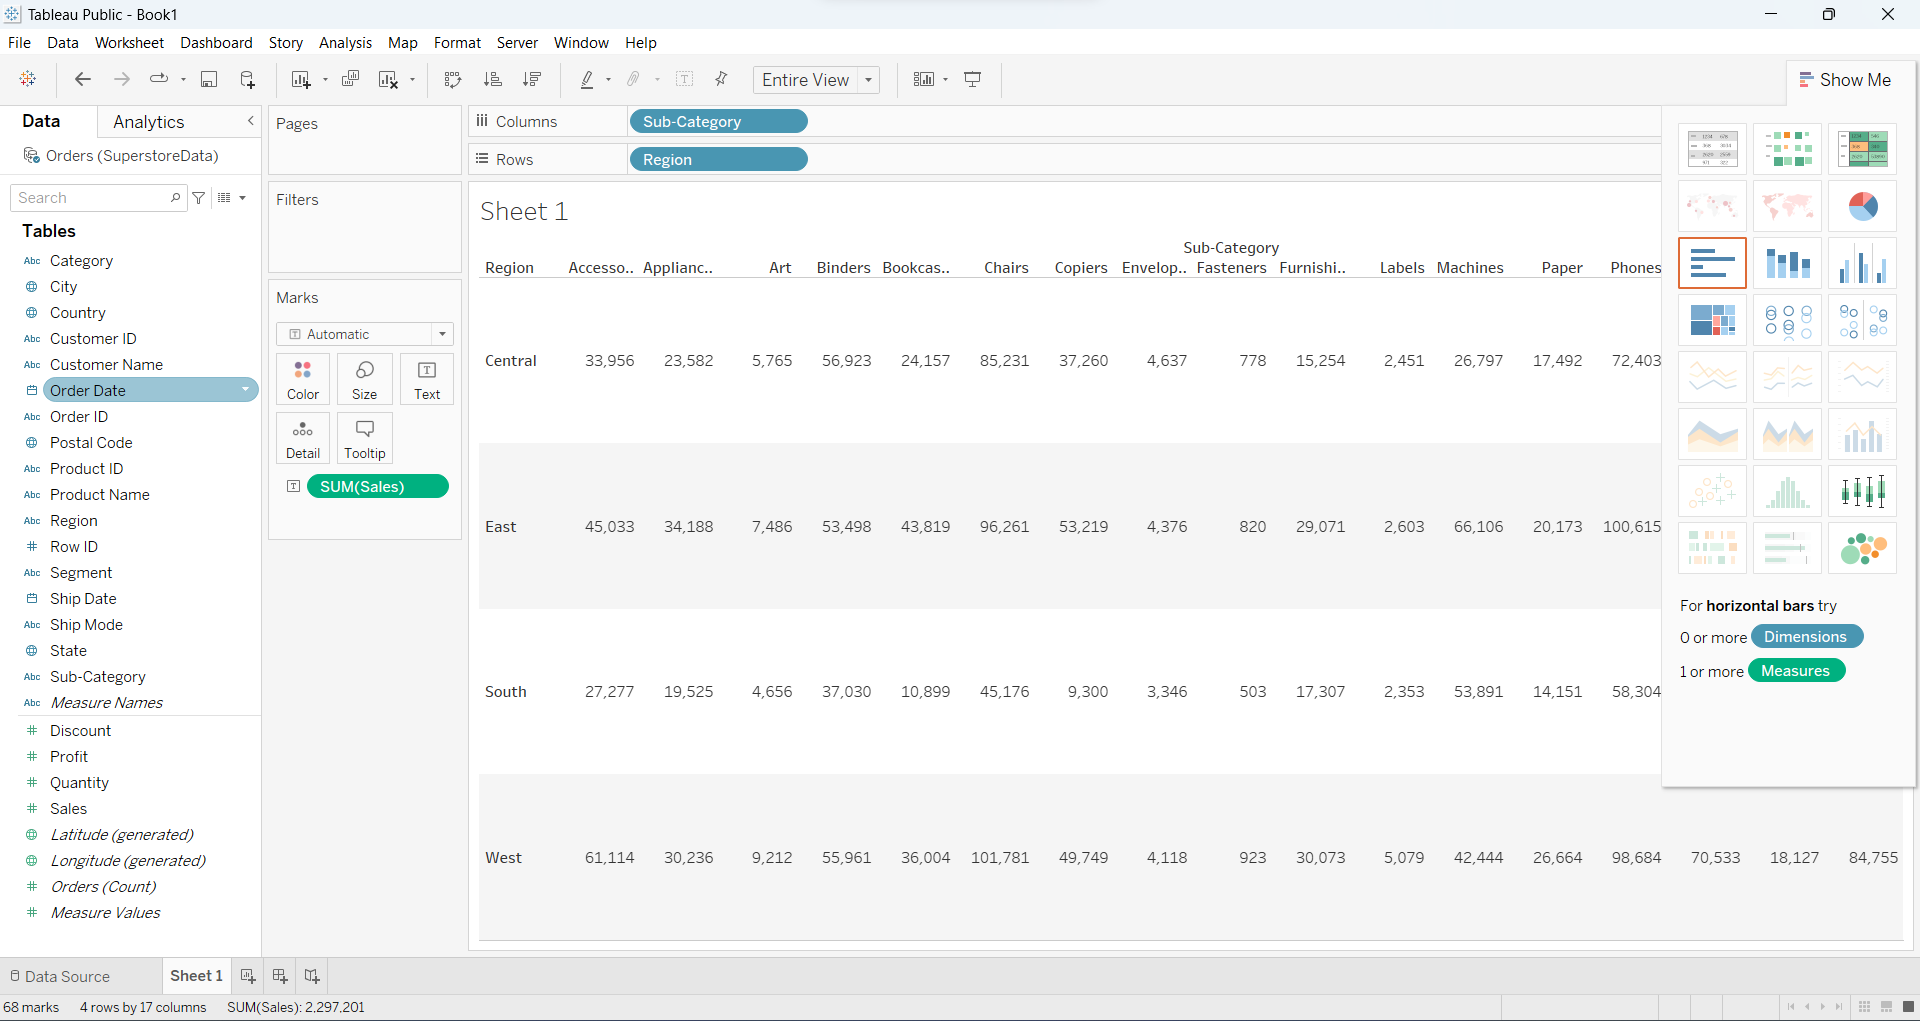 Tableau Public - Book1
File Data Worksheet Dashboard Story Analysis Map Format Server Window Help
Entire View
Show Me
Data Analytics
Orders (SuperstoreData)
Search
Tables
Abc Category
City
Country
Abc Customer ID
Abc Customer Name
Order Date
Abc Order ID
Postal Code
Abc Product ID
Abc Product Name
Abc Region
# Row ID
Abc Segment
Ship Date
Abc Ship Mode
State
Abc Sub-Category
Abc Measure Names
# Discount
# Profit
# Quantity
# Sales
Latitude (generated)
Longitude (generated)
# Orders (Count)
# Measure Values
Pages
Filters
Marks
Automatic
Color Size Text
Detail Tooltip
SUM(Sales)
Columns Sub-Category
Rows Region
Sheet 1
Sub-Category
Region Accesso.. Applianc.. Art Binders Bookcas.. Chairs Copiers Envelop.. Fasteners Furnishi.. Labels Machines Paper Phones
Central 33,956 23,582 5,765 56,923 24,157 85,231 37,260 4,637 778 15,254 2,451 26,797 17,492 72,403
East 45,033 34,188 7,486 53,498 43,819 96,261 53,219 4,376 820 29,071 2,603 66,106 20,173 100,615
South 27,277 19,525 4,656 37,030 10,899 45,176 9,300 3,346 503 17,307 2,353 53,891 14,151 58,304
West 61,114 30,236 9,212 55,961 36,004 101,781 49,749 4,118 923 30,073 5,079 42,444 26,664 98,684 70,533 18,127 84,755
For horizontal bars try
0 or more Dimensions
1 or more Measures
Data Source Sheet 1
68 marks 4 rows by 17 columns SUM(Sales): 2,297,201